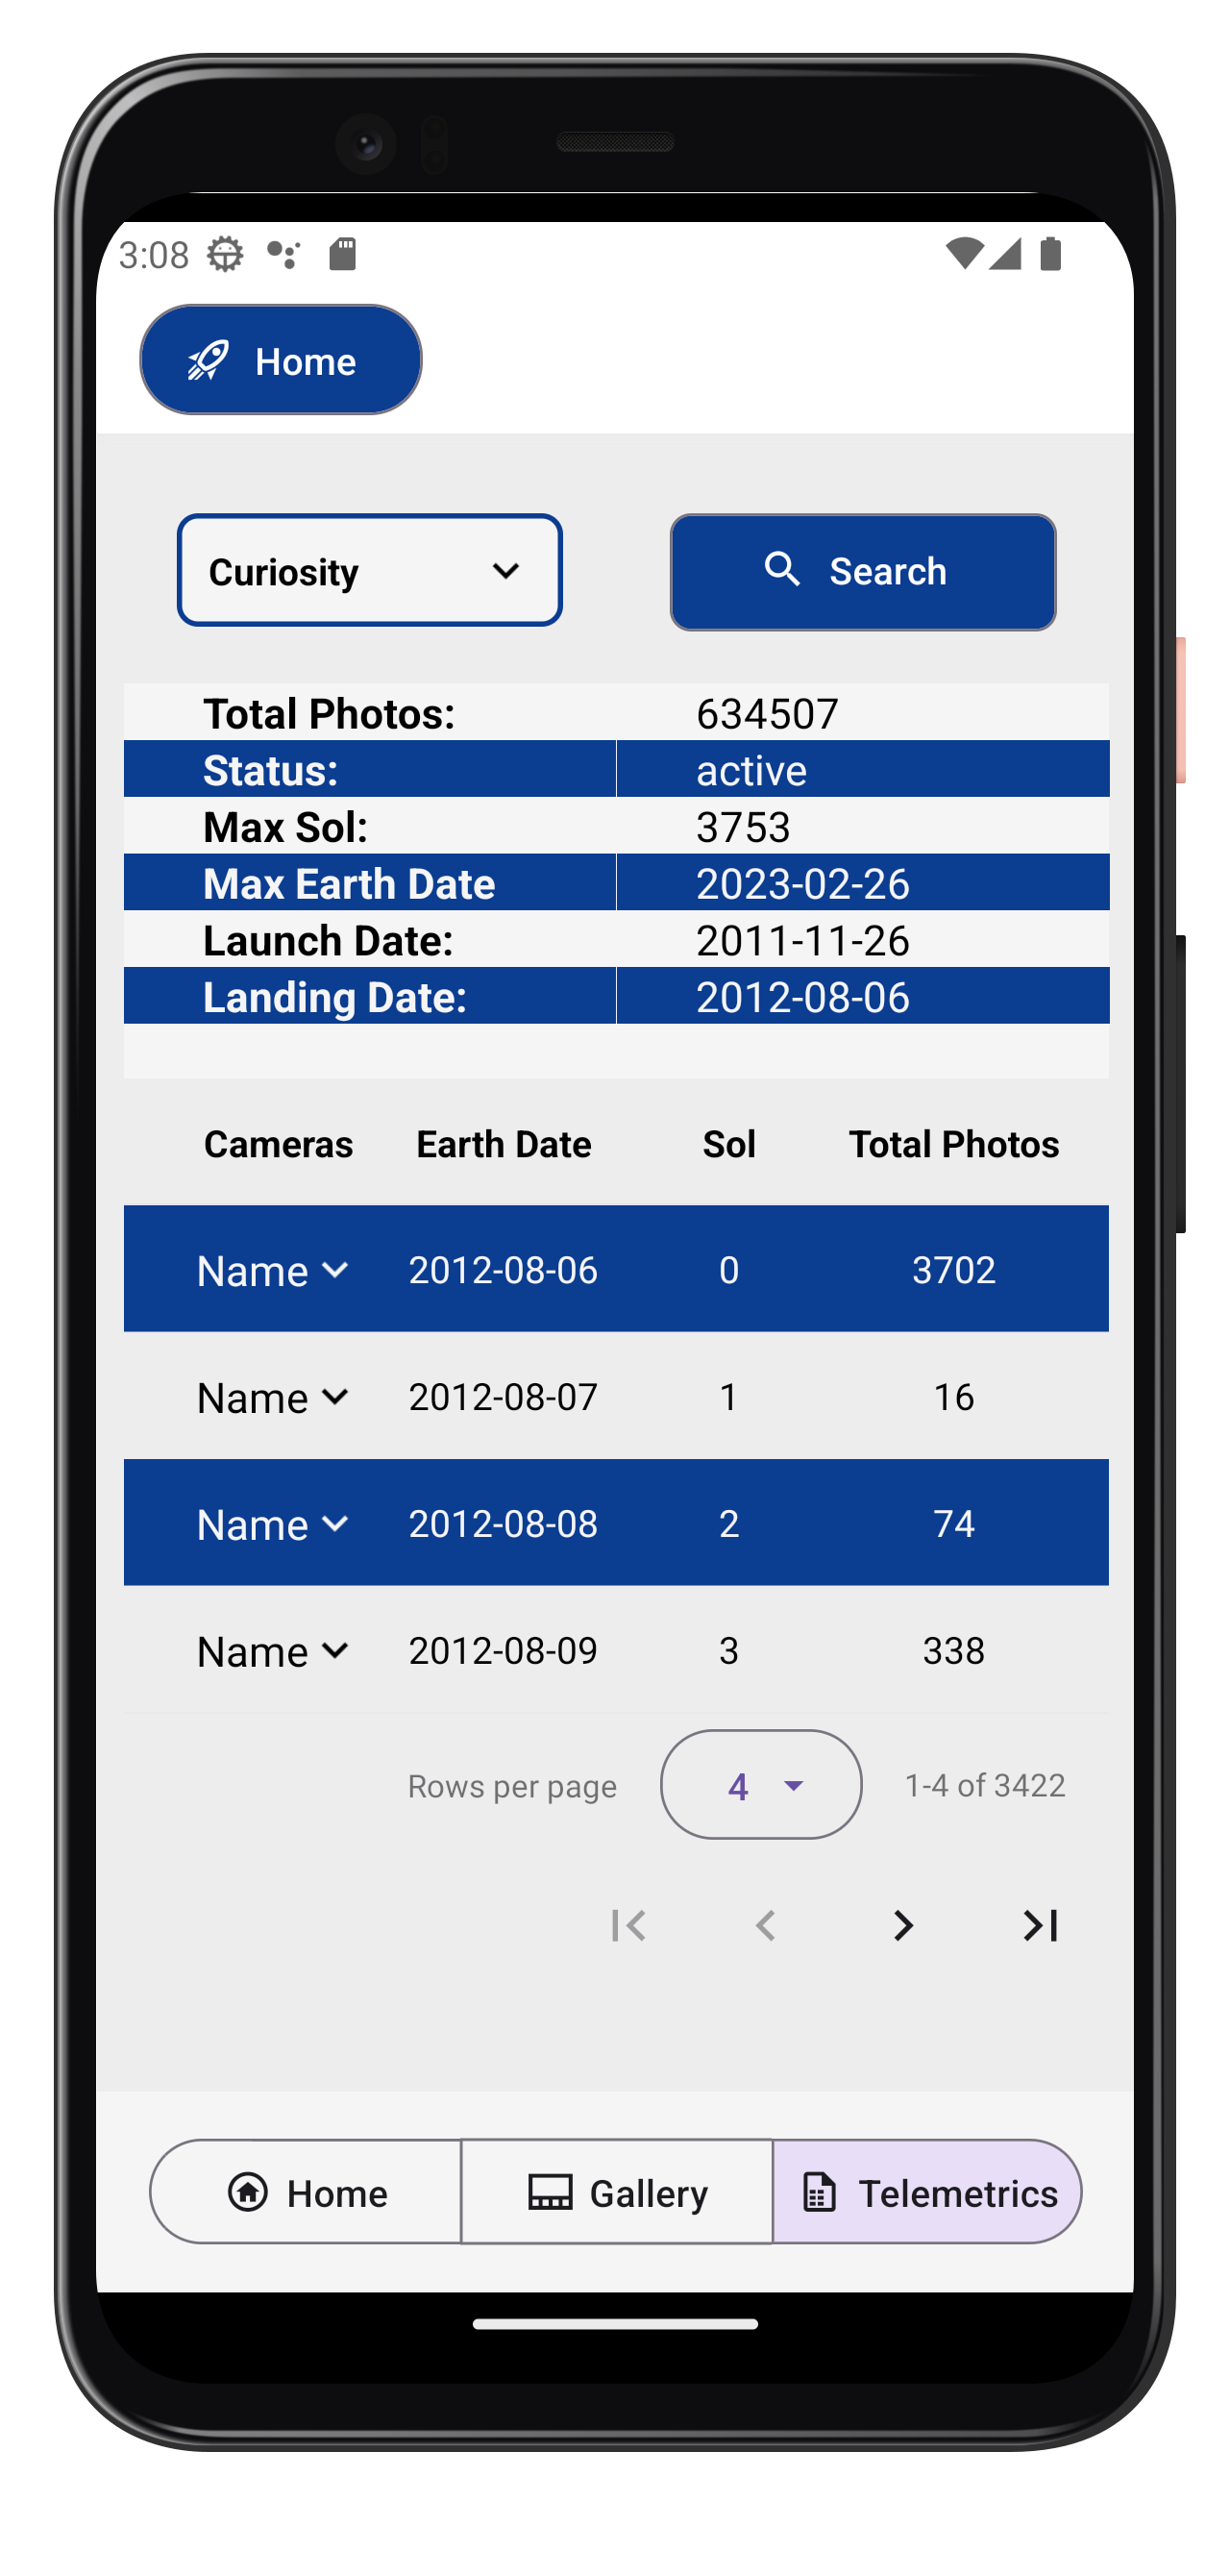 3:08
Home
Curiosity
Search
Total Photos: 634507
Status: active
Max Sol: 3753
Max Earth Date 2023-02-26
Launch Date: 2011-11-26
Landing Date: 2012-08-06
Cameras Earth Date Sol Total Photos
Name 2012-08-06 0 3702
Name 2012-08-07 1 16
Name 2012-08-08 2 74
Name 2012-08-09 3 338
Rows per page 4 1-4 of 3422
Home Gallery Telemetrics